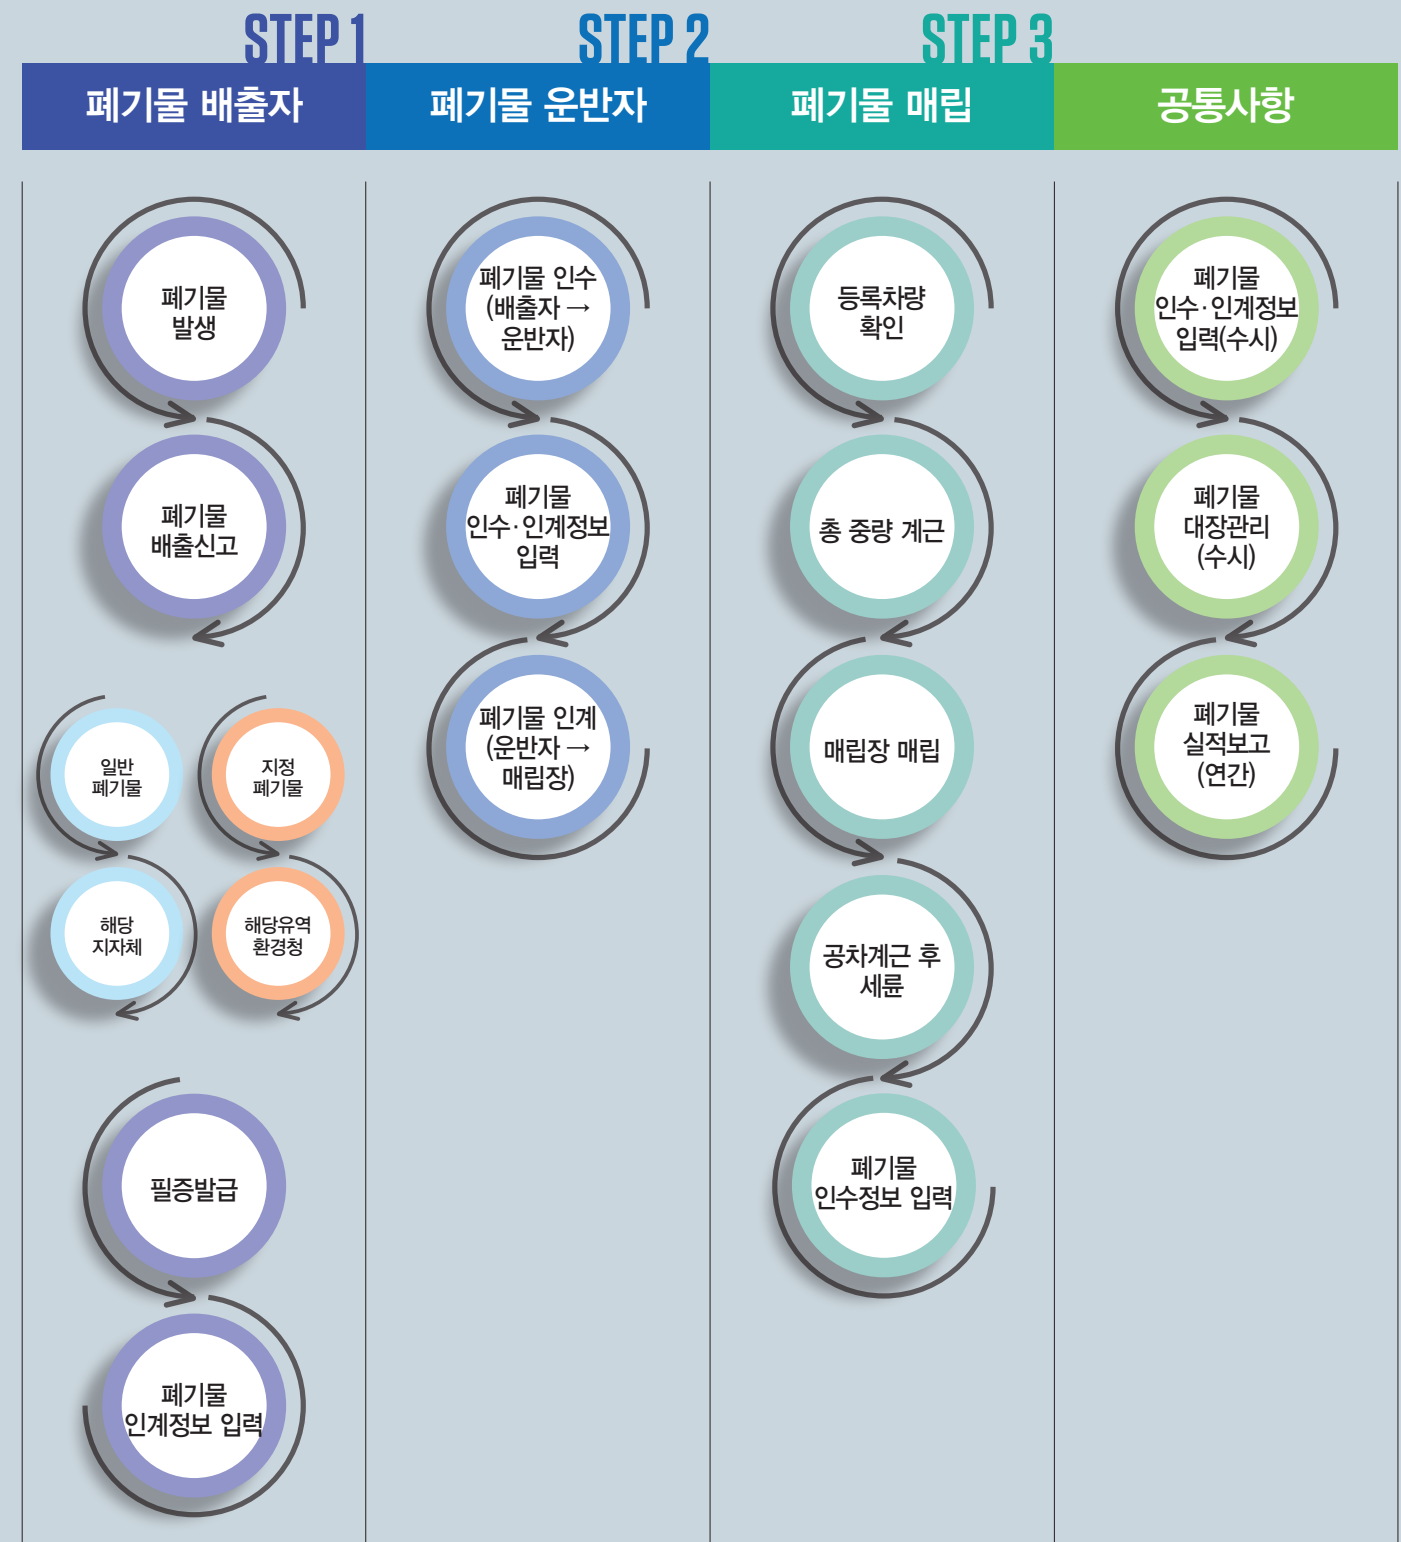 STEP 1
폐기물 배출자
폐기물
발생
폐기물
배출신고
일반
폐기물
지정
폐기물
해당
지자체
해당유역
환경청
필증발급
폐기물
인계정보 입력
STEP 2
폐기물 운반자
폐기물 인수
(배출자 →
운반자)
폐기물
인수·인계정보
입력
폐기물 인계
(운반자 →
매립장)
STEP 3
폐기물 매립
등록차량
확인
총 중량 계근
매립장 매립
공차계근 후
세륜
폐기물
인수정보 입력
공통사항
폐기물
인수·인계정보
입력(수시)
폐기물
대장관리
(수시)
폐기물
실적보고
(연간)